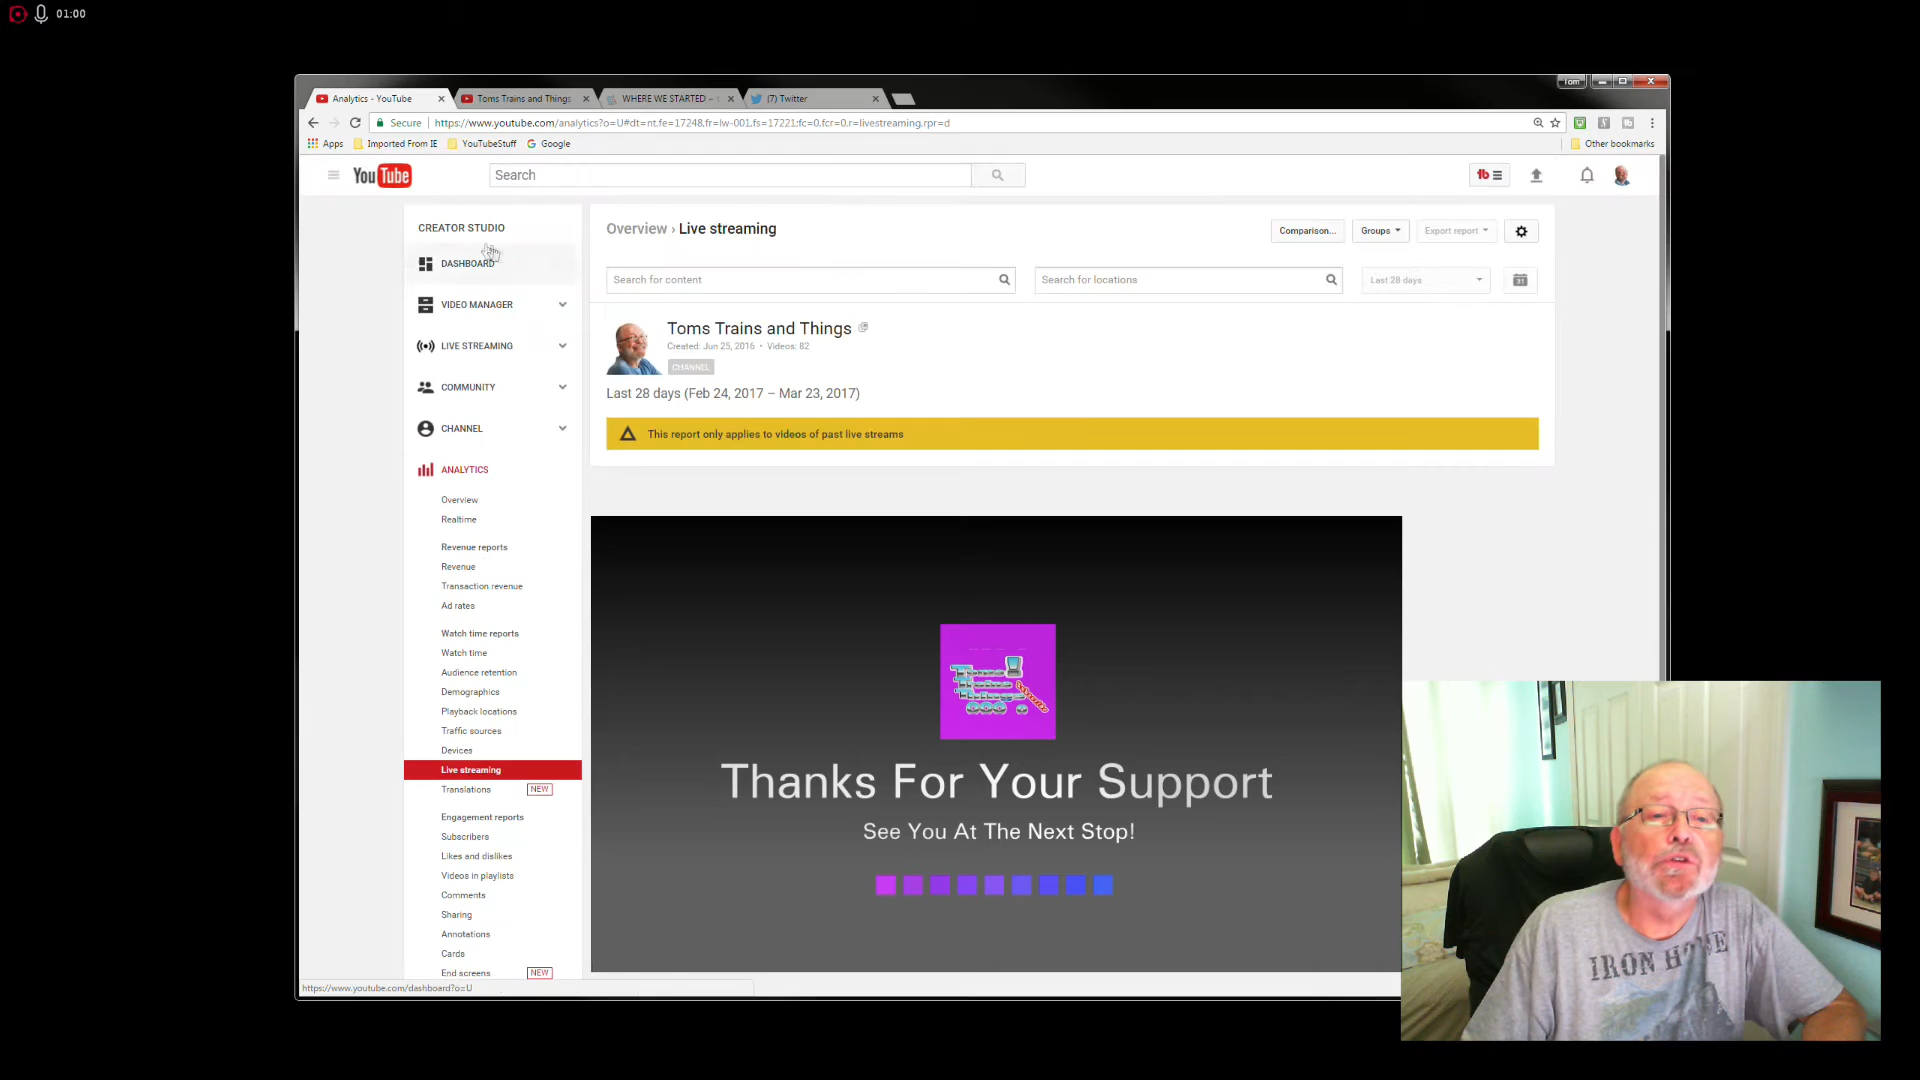 01:00
Tom
Analytics - YouTube
Toms Trains and Things
WHERE WE STARTED –
(7) Twitter
Secure
https://www.youtube.com/analytics?o=U#dt=nt,fe=17248,fr=lw-001,fs=17221;fc=0,fcr=0,r=livestreaming,rpr=d
Apps
Imported From IE
YouTubeStuff
Google
Other bookmarks
YouTube
Search
CREATOR STUDIO
DASHBOARD
VIDEO MANAGER
LIVE STREAMING
COMMUNITY
CHANNEL
ANALYTICS
Overview
Realtime
Revenue reports
Revenue
Transaction revenue
Ad rates
Watch time reports
Watch time
Audience retention
Demographics
Playback locations
Traffic sources
Devices
Live streaming
Translations NEW
Engagement reports
Subscribers
Likes and dislikes
Videos in playlists
Comments
Sharing
Annotations
Cards
End screens NEW
https://www.youtube.com/dashboard?o=U
Overview › Live streaming
Comparison...
Groups
Export report
Search for content
Search for locations
Last 28 days
31
Toms Trains and Things
Created: Jun 25, 2016 • Videos: 82
CHANNEL
Last 28 days (Feb 24, 2017 – Mar 23, 2017)
This report only applies to videos of past live streams
Thanks For Your Support
See You At The Next Stop!